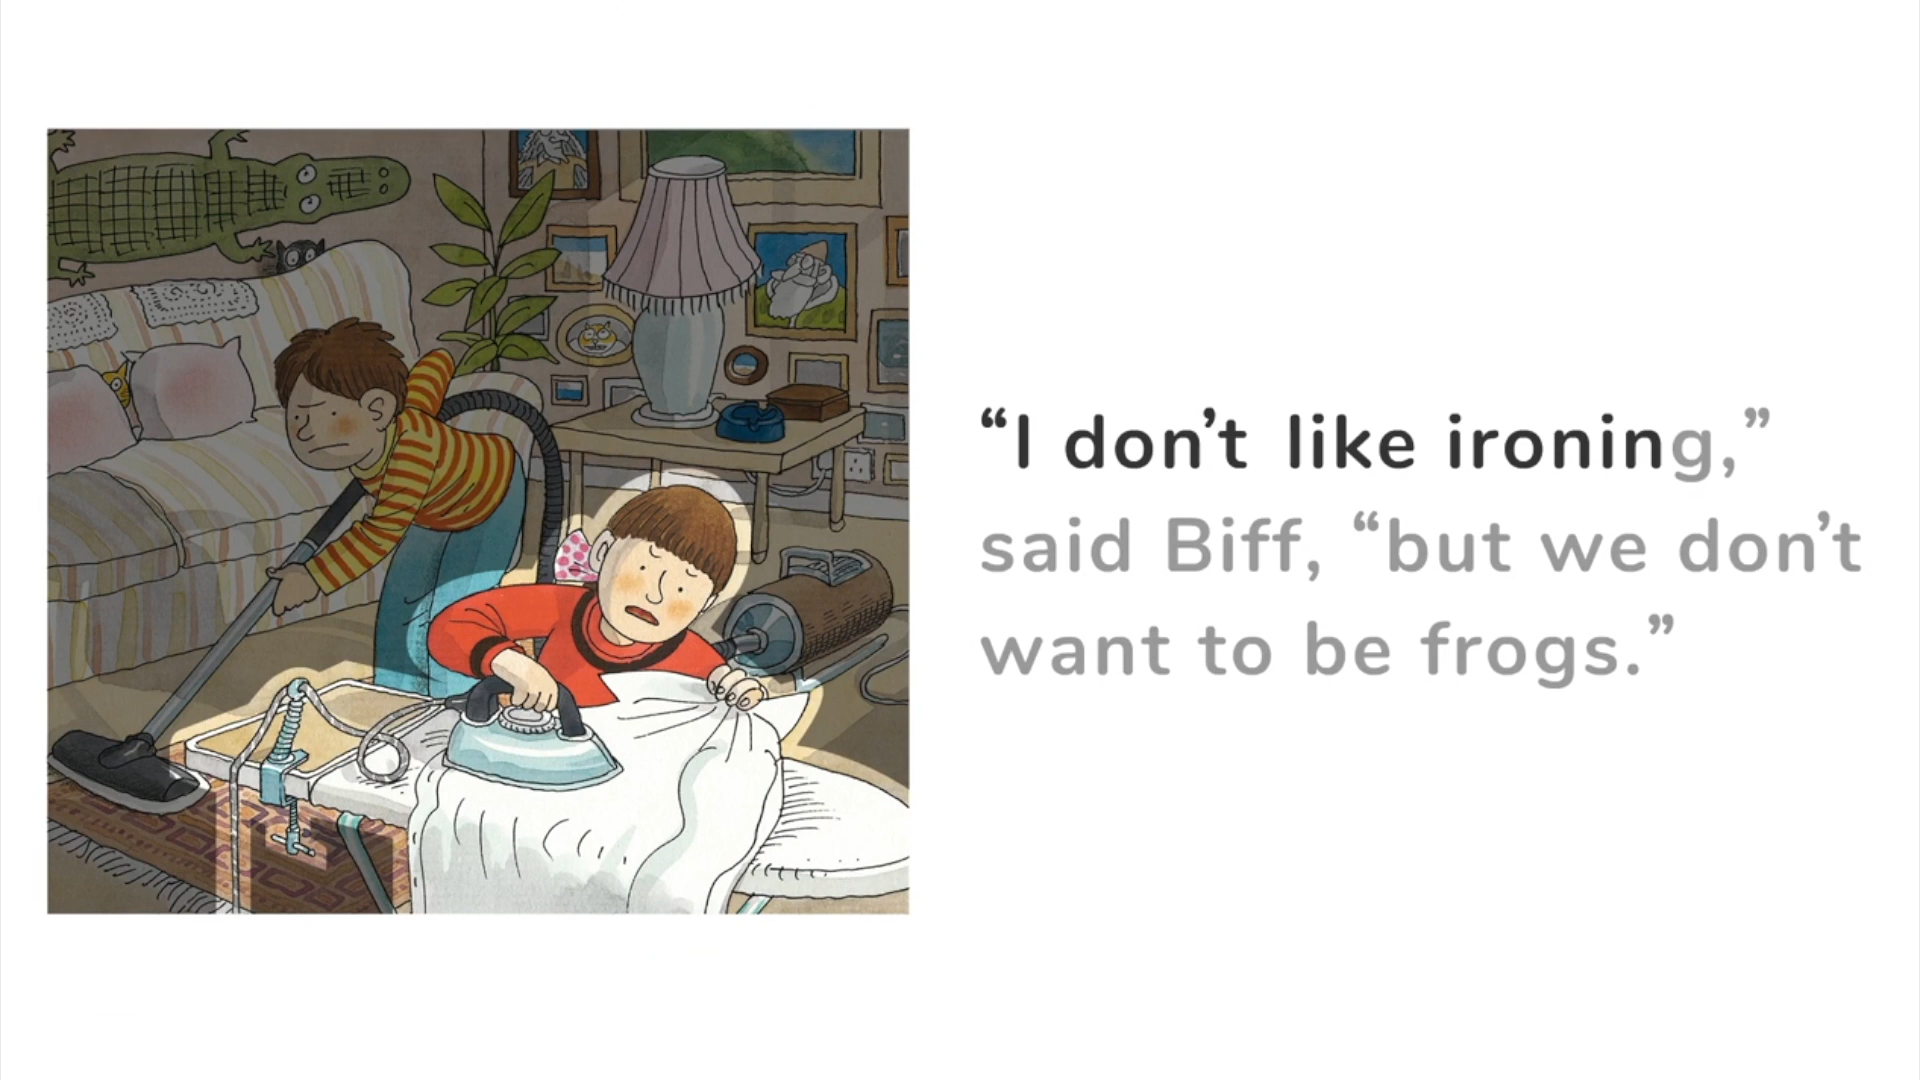 “I don’t like ironing,”
said Biff, “but we don’t
want to be frogs.”